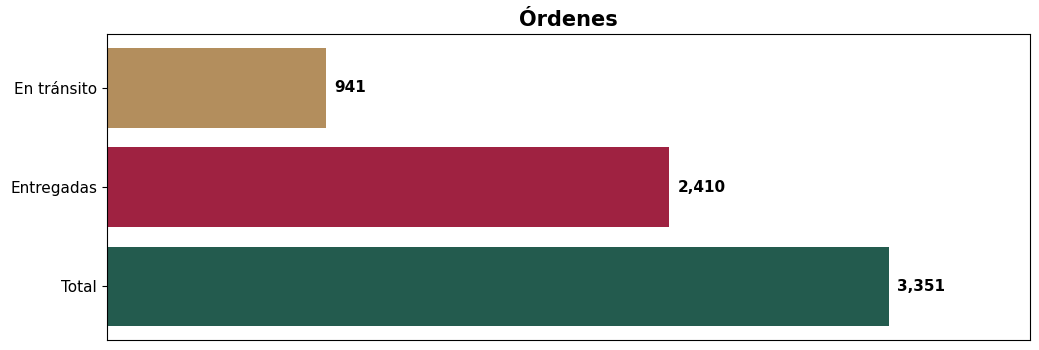 Órdenes
En tránsito 941
Entregadas 2,410
Total 3,351